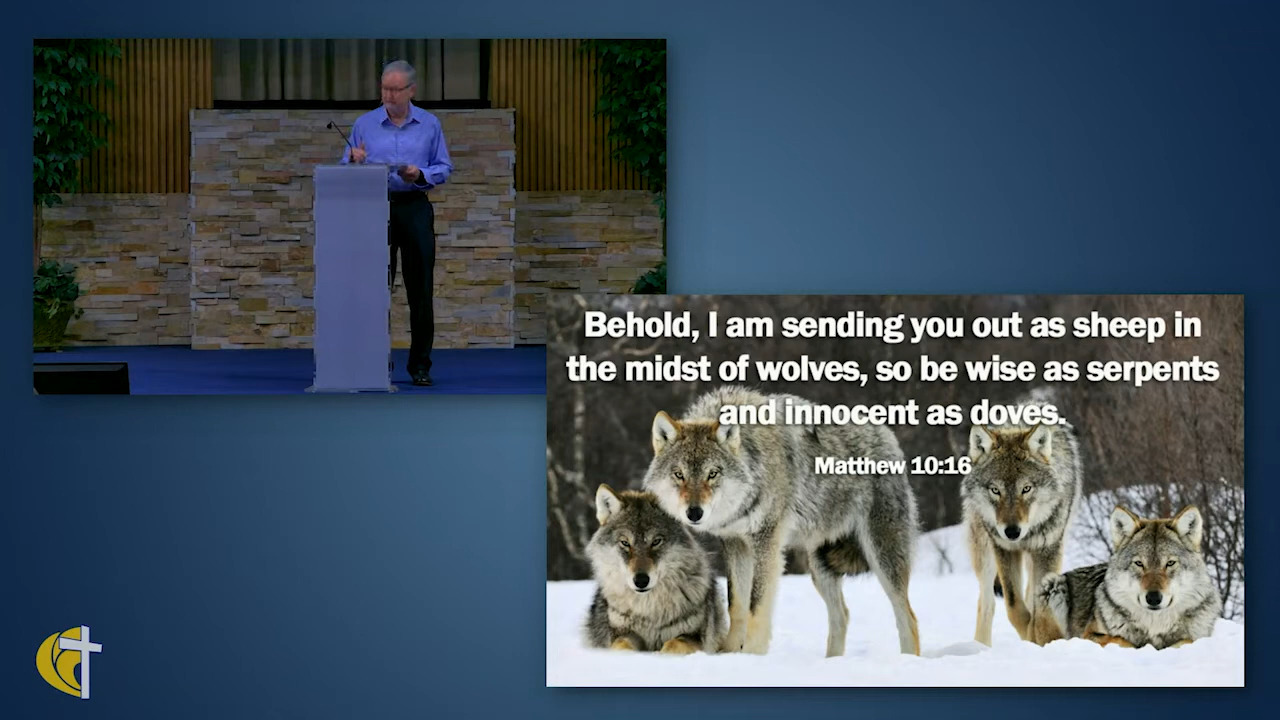 Behold, I am sending you out as sheep in
the midst of wolves, so be wise as serpents
and innocent as doves.
Matthew 10:16